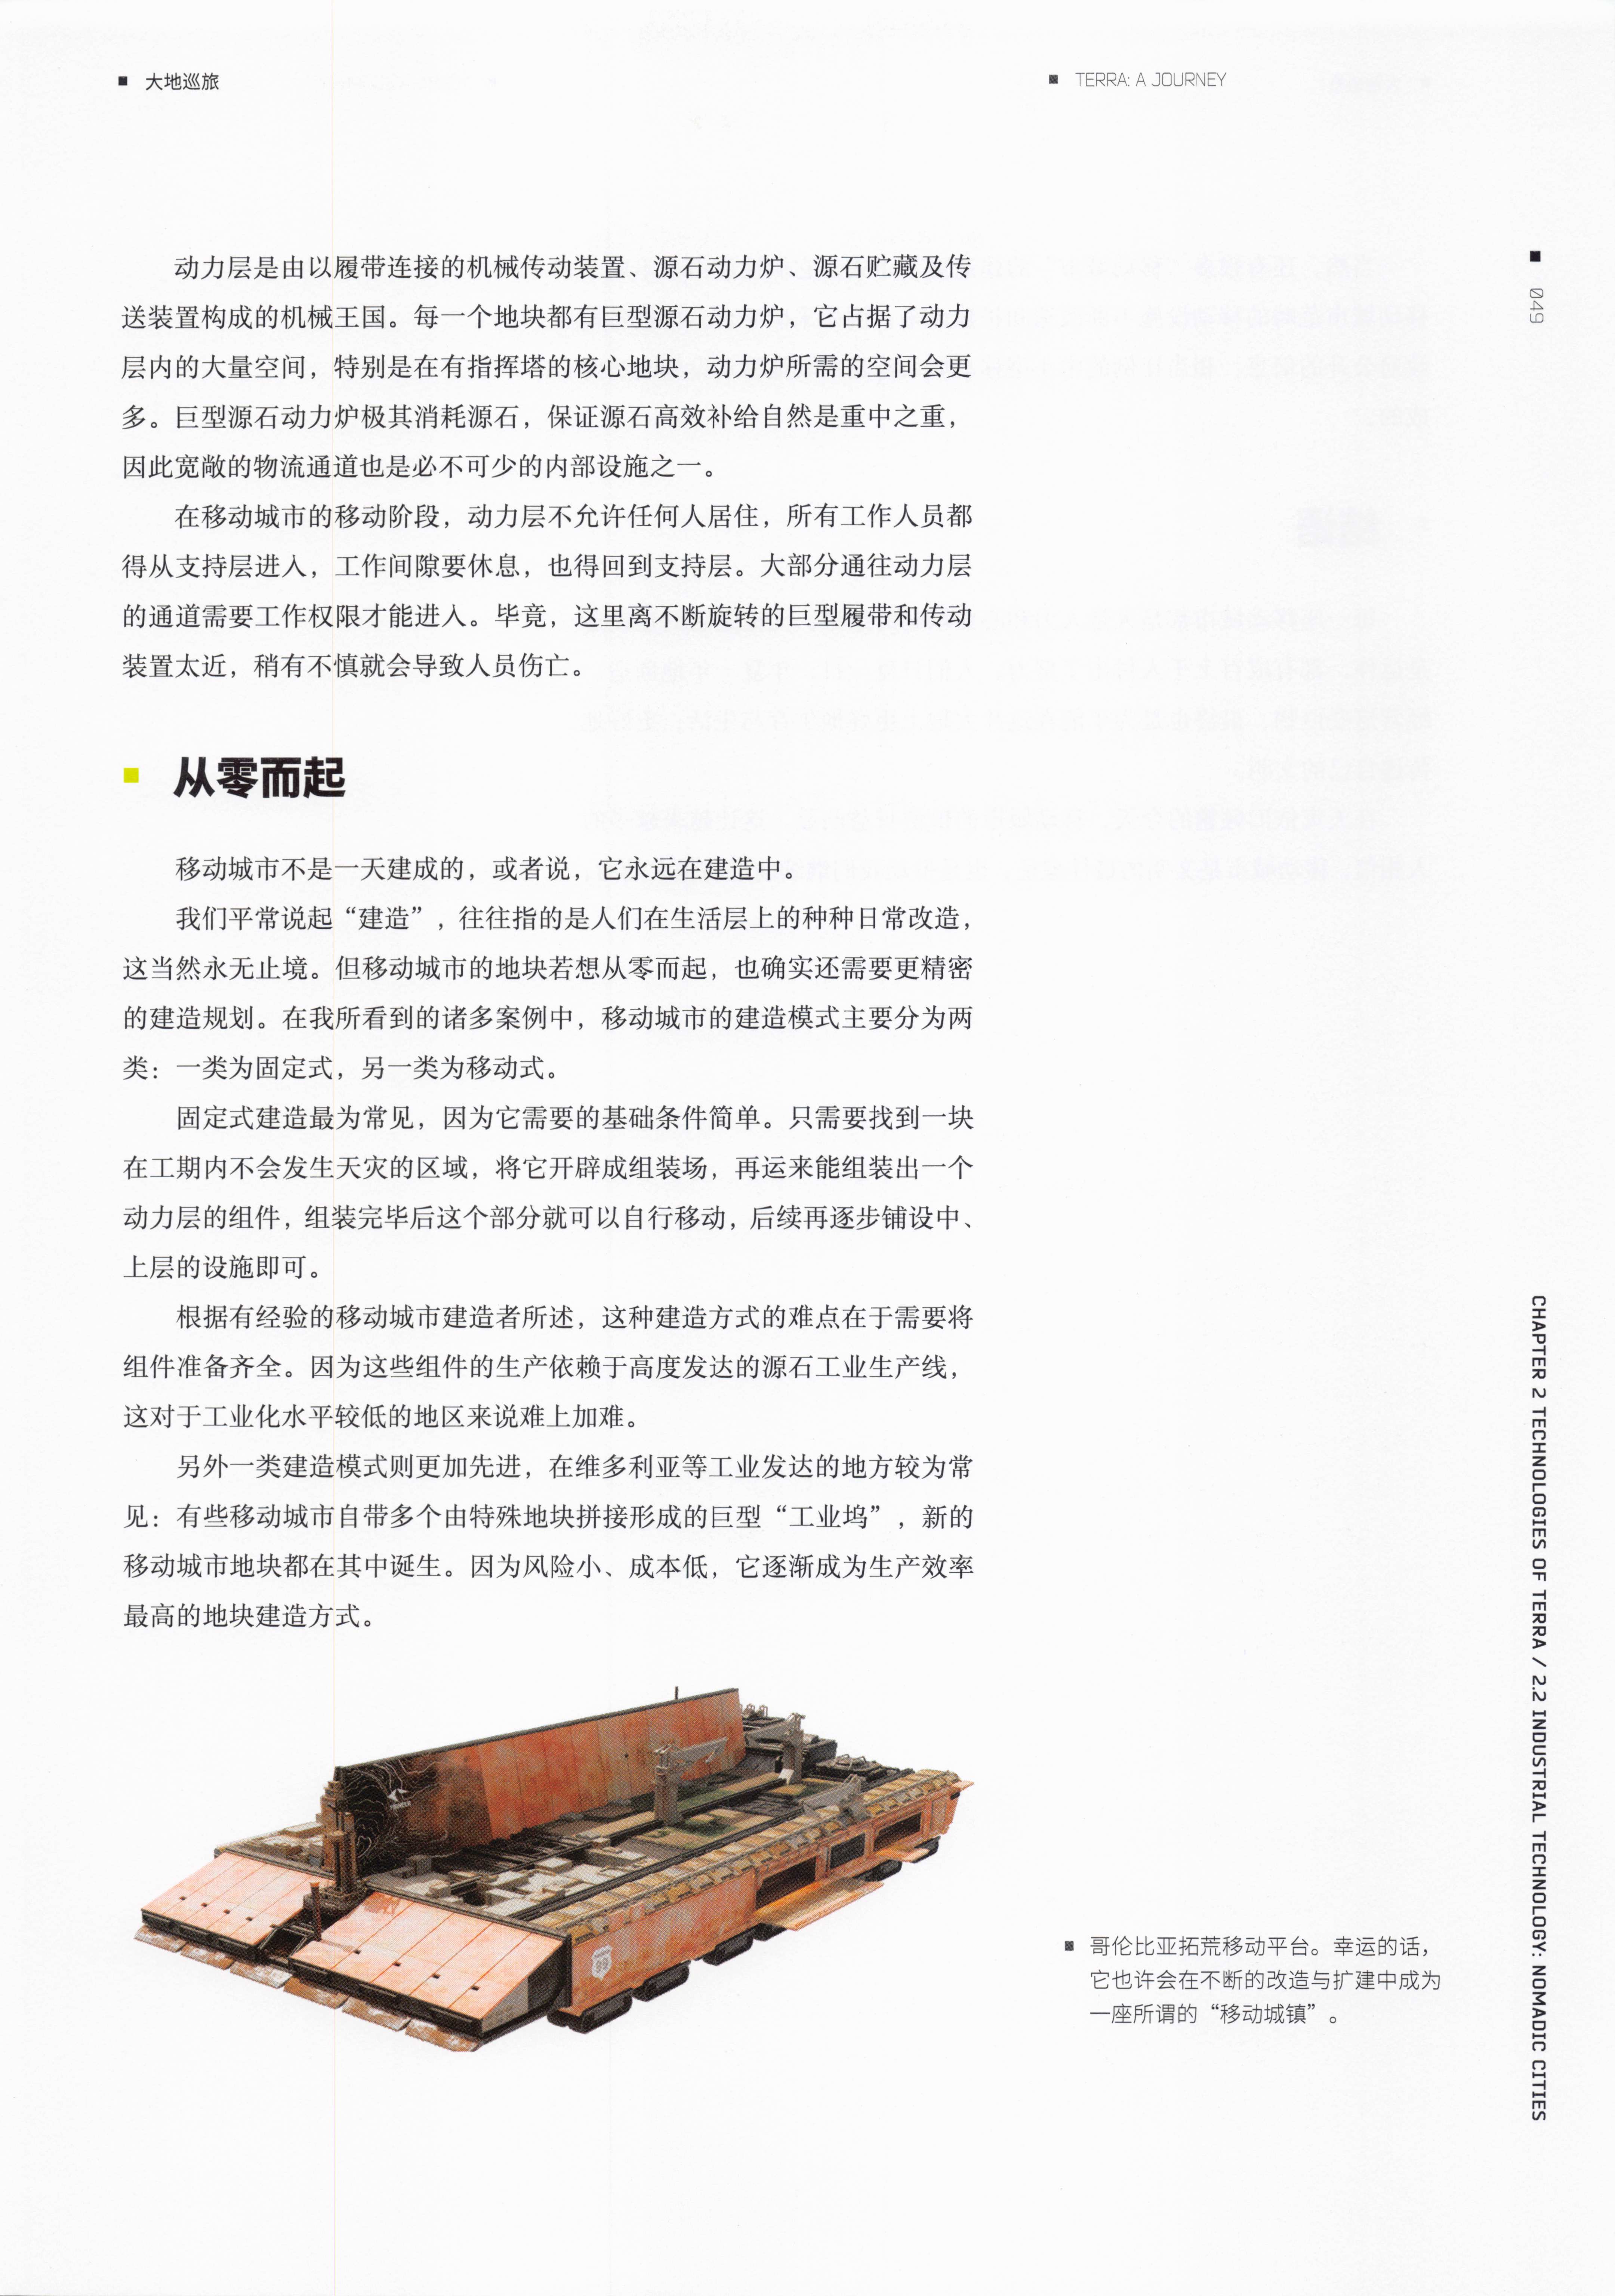 大地巡旅
TERRA: A JOURNEY
049
动力层是由以履带连接的机械传动装置、源石动力炉、源石贮藏及传
送装置构成的机械王国。每一个地块都有巨型源石动力炉，它占据了动力
层内的大量空间，特别是在有指挥塔的核心地块，动力炉所需的空间会更
多。巨型源石动力炉极其消耗源石，保证源石高效补给自然是重中之重，
因此宽敞的物流通道也是必不可少的内部设施之一。
在移动城市的移动阶段，动力层不允许任何人居住，所有工作人员都
得从支持层进入，工作间隙要休息，也得回到支持层。大部分通往动力层
的通道需要工作权限才能进入。毕竟，这里离不断旋转的巨型履带和传动
装置太近，稍有不慎就会导致人员伤亡。
从零而起
移动城市不是一天建成的，或者说，它永远在建造中。
我们平常说起“建造”，往往指的是人们在生活层上的种种日常改造，
这当然永无止境。但移动城市的地块若想从零而起，也确实还需要更精密
的建造规划。在我所看到的诸多案例中，移动城市的建造模式主要分为两
类：一类为固定式，另一类为移动式。
固定式建造最为常见，因为它需要的基础条件简单。只需要找到一块
在工期内不会发生天灾的区域，将它开辟成组装场，再运来能组装出一个
动力层的组件，组装完毕后这个部分就可以自行移动，后续再逐步铺设中、
上层的设施即可。
根据有经验的移动城市建造者所述，这种建造方式的难点在于需要将
组件准备齐全。因为这些组件的生产依赖于高度发达的源石工业生产线，
这对于工业化水平较低的地区来说难上加难。
另外一类建造模式则更加先进，在维多利亚等工业发达的地方较为常
见：有些移动城市自带多个由特殊地块拼接形成的巨型“工业坞”，新的
移动城市地块都在其中诞生。因为风险小、成本低，它逐渐成为生产效率
最高的地块建造方式。
99
哥伦比亚拓荒移动平台。幸运的话，
它也许会在不断的改造与扩建中成为
一座所谓的“移动城镇”。
CHAPTER 2 TECHNOLOGIES OF TERRA / 2.2 INDUSTRIAL TECHNOLOGY: NOMADIC CITIES